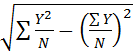 √(∑ Y²/N − (∑Y/N)²)